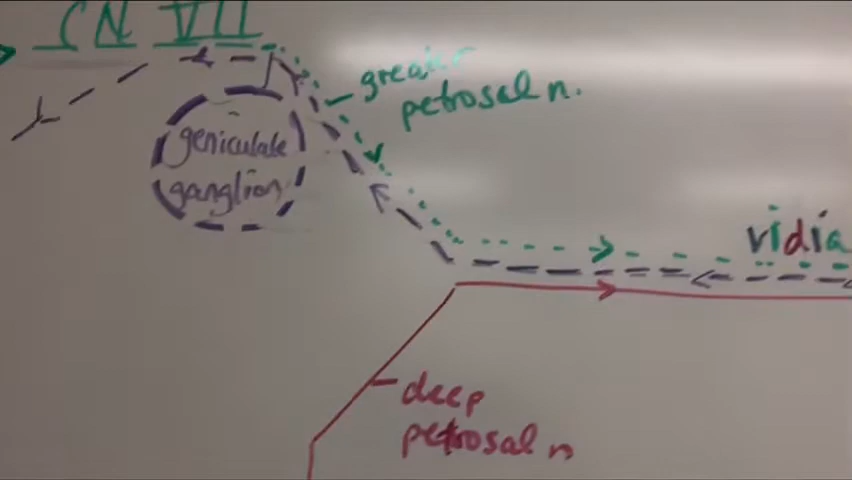 CN VII
greater
petrosal n.
geniculate
ganglion
vidia
deep
petrosal n